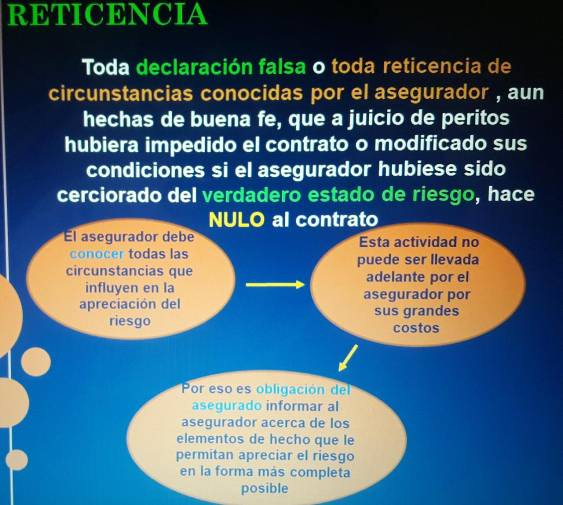 RETICENCIA
Toda declaración falsa o toda reticencia de
circunstancias conocidas por el asegurador , aun
hechas de buena fe, que a juicio de peritos
hubiera impedido el contrato o modificado sus
condiciones si el asegurador hubiese sido
cerciorado del verdadero estado de riesgo, hace
NULO al contrato
El asegurador debe
conocer todas las
circunstancias que
influyen en la
apreciación del
riesgo
Esta actividad no
puede ser llevada
adelante por el
asegurador por
sus grandes
costos
Por eso es obligación del
asegurado informar al
asegurador acerca de los
elementos de hecho que le
permitan apreciar el riesgo
en la forma más completa
posible